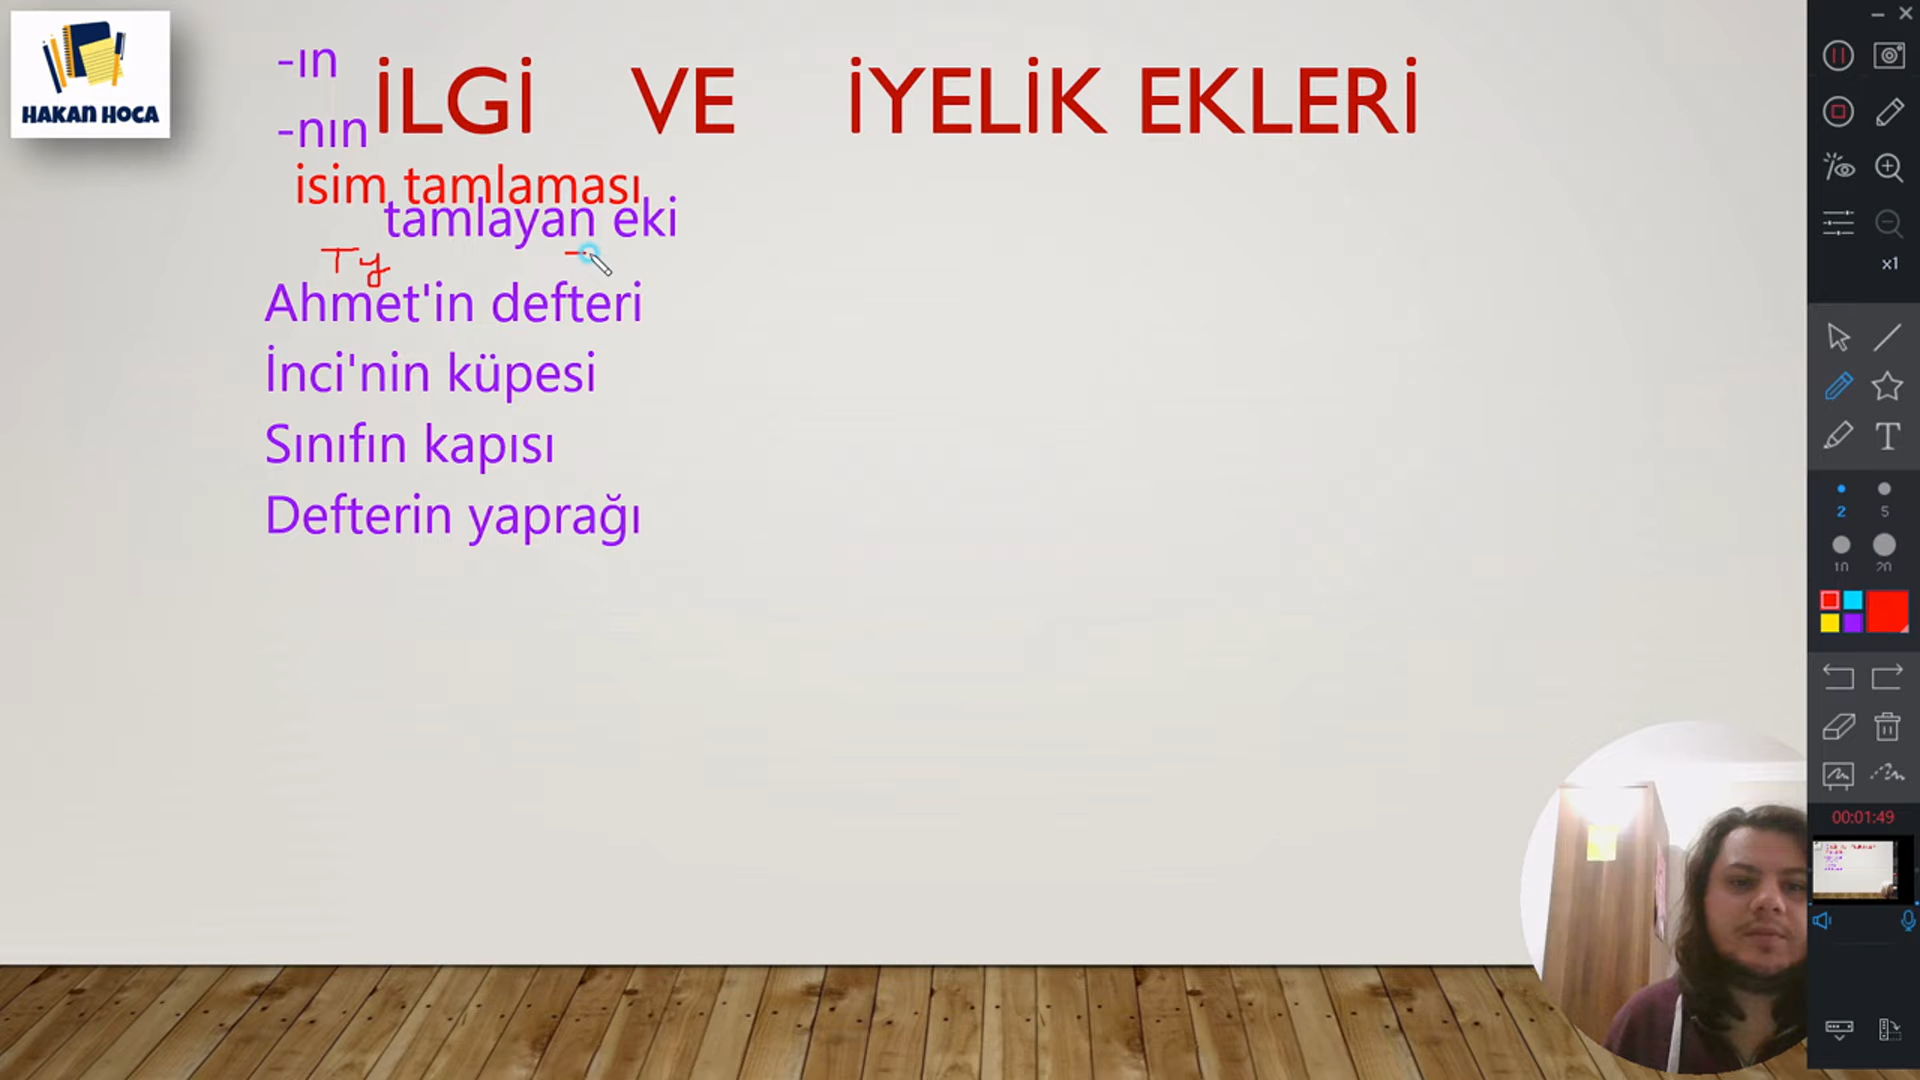 HAKAN HOCA
-ın
İLGİ VE İYELİK EKLERİ
-nın
isim tamlaması
tamlayan eki
Ty
Ahmet'in defteri
İnci'nin küpesi
Sınıfın kapısı
Defterin yaprağı
x1
T
2
5
10
20
00:01:49